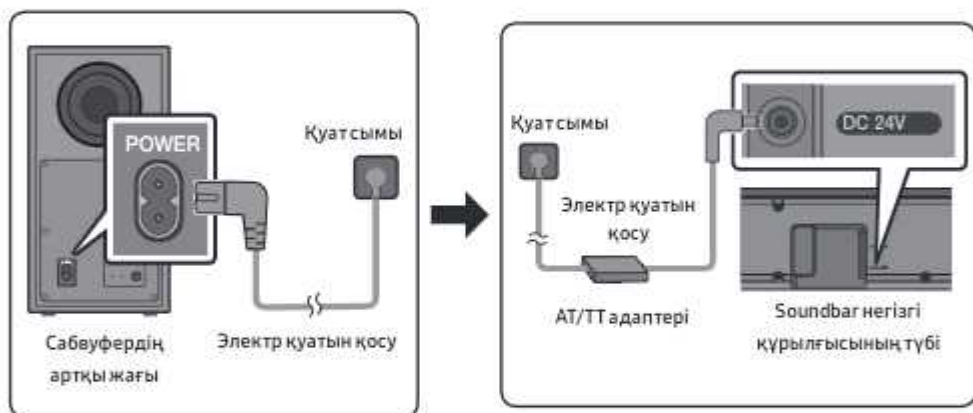 POWER
Қуат сымы
Сабвуфердің
артқы жағы
Электр қуатын қосу
Қуат сымы
DC 24V
Электр қуатын
қосу
АТ/ТТ адаптері
Soundbar негізгі
құрылғысының түбі